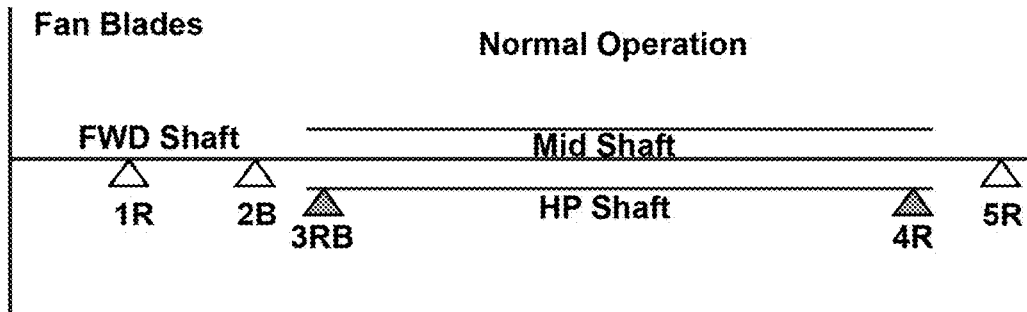 Fan Blades
Normal Operation
FWD Shaft
Mid Shaft
1R
2B
3RB
HP Shaft
4R
5R